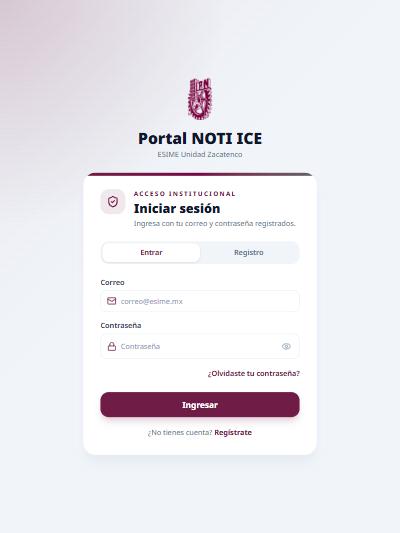 IPN
Portal NOTI ICE
ESIME Unidad Zacatenco
ACCESO INSTITUCIONAL
Iniciar sesión
Ingresa con tu correo y contraseña registrados.
Entrar
Registro
Correo
correo@esime.mx
Contraseña
Contraseña
¿Olvidaste tu contraseña?
Ingresar
¿No tienes cuenta? Regístrate